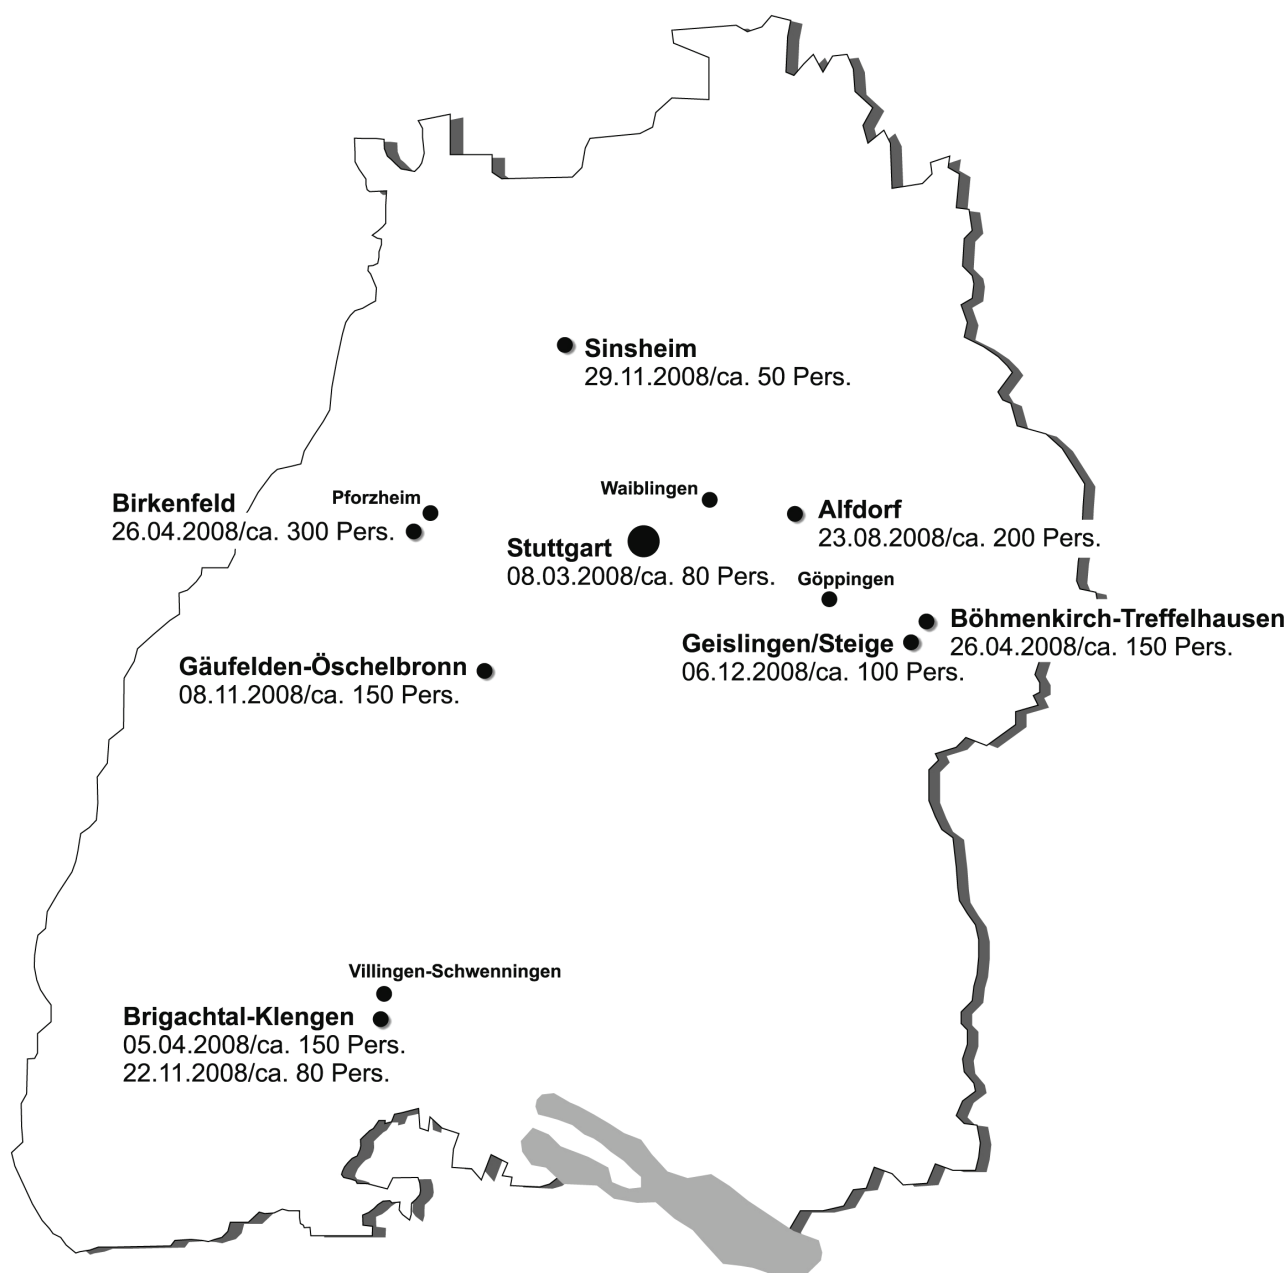 Sinsheim
29.11.2008/ca. 50 Pers.
Birkenfeld
26.04.2008/ca. 300 Pers.
Pforzheim
Waiblingen
Alfdorf
23.08.2008/ca. 200 Pers.
Stuttgart
08.03.2008/ca. 80 Pers.
Göppingen
Böhmenkirch-Treffelhausen
26.04.2008/ca. 150 Pers.
Geislingen/Steige
06.12.2008/ca. 100 Pers.
Gäufelden-Öschelbronn
08.11.2008/ca. 150 Pers.
Villingen-Schwenningen
Brigachtal-Klengen
05.04.2008/ca. 150 Pers.
22.11.2008/ca. 80 Pers.